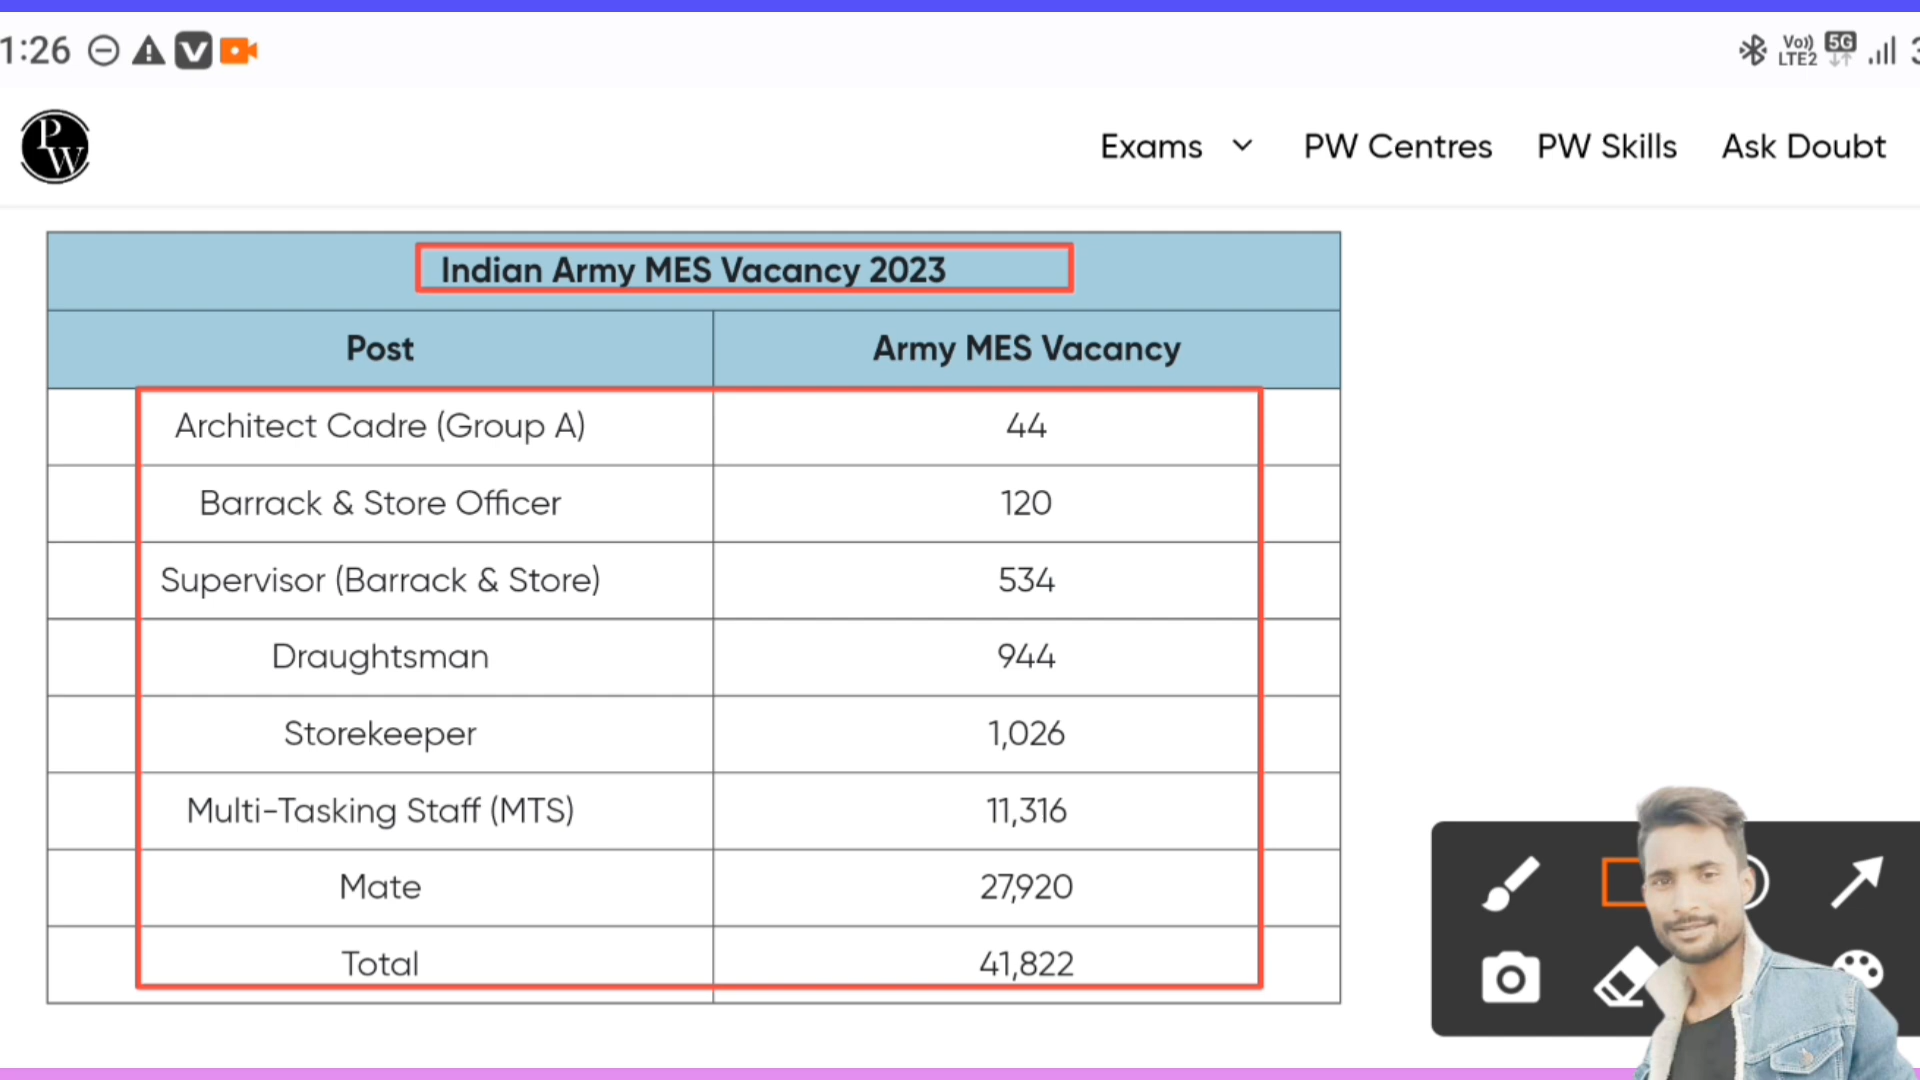 1:26
Vo)) LTE2 5G
PW
Exams PW Centres PW Skills Ask Doubt
Indian Army MES Vacancy 2023
Post Army MES Vacancy
Architect Cadre (Group A) 44
Barrack & Store Officer 120
Supervisor (Barrack & Store) 534
Draughtsman 944
Storekeeper 1,026
Multi-Tasking Staff (MTS) 11,316
Mate 27,920
Total 41,822